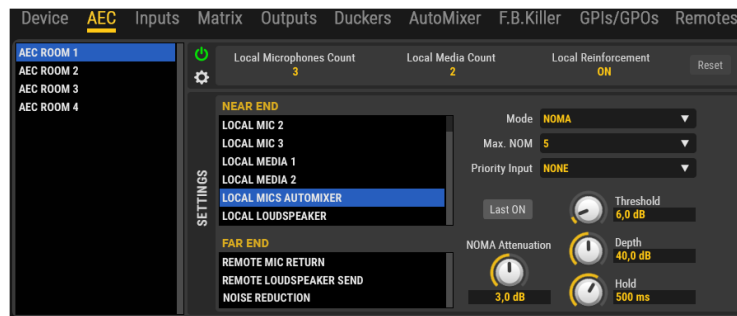 Device AEC Inputs Matrix Outputs Duckers AutoMixer F.B.Killer GPIs/GPOs Remotes
AEC ROOM 1
AEC ROOM 2
AEC ROOM 3
AEC ROOM 4
Local Microphones Count
3
Local Media Count
2
Local Reinforcement
ON
Reset
SETTINGS
NEAR END
LOCAL MIC 2
LOCAL MIC 3
LOCAL MEDIA 1
LOCAL MEDIA 2
LOCAL MICS AUTOMIXER
LOCAL LOUDSPEAKER
FAR END
REMOTE MIC RETURN
REMOTE LOUDSPEAKER SEND
NOISE REDUCTION
Mode NOMA
Max. NOM 5
Priority Input NONE
Last ON
Threshold
6,0 dB
NOMA Attenuation
3,0 dB
Depth
40,0 dB
Hold
500 ms